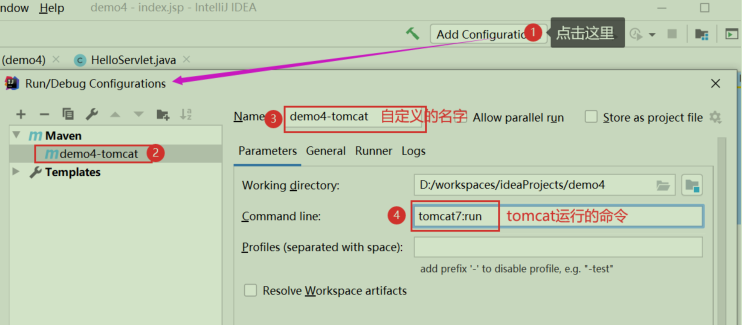 ndow Help demo4 - index.jsp - IntelliJ IDEA
Add Configuration 1 点击这里
(demo4) × HelloServlet.java ×
Run/Debug Configurations
Name 3 demo4-tomcat 自定义的名字 Allow parallel run Store as project file
Maven
demo4-tomcat 2
Templates
Parameters General Runner Logs
Working directory: D:/workspaces/ideaProjects/demo4
Command line: 4 tomcat7:run tomcat运行的命令
Profiles (separated with space):
add prefix '-' to disable profile, e.g. "-test"
Resolve Workspace artifacts